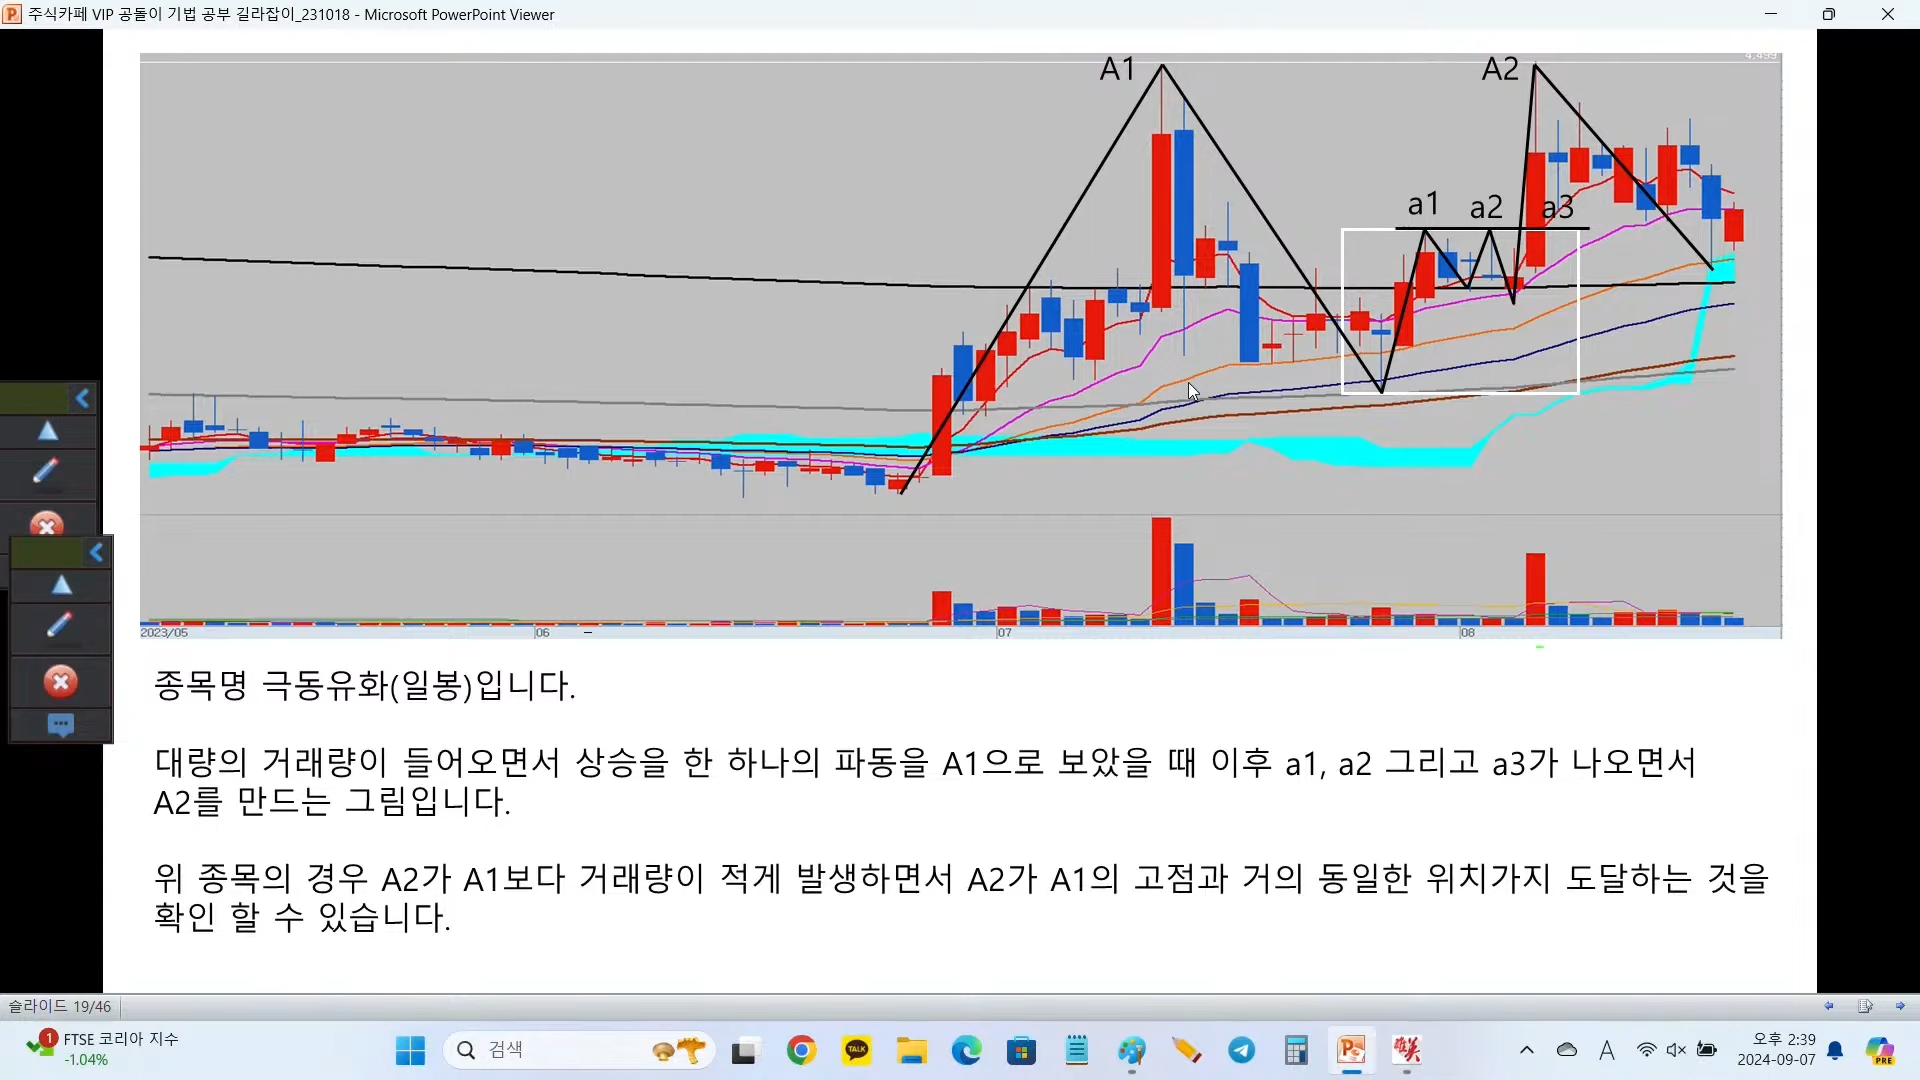 주식카페 VIP 공돌이 기법 공부 길라잡이_231018 - Microsoft PowerPoint Viewer
4,499
A1
A2
a1
a2
a3
2023/05
06
07
08
종목명 극동유화(일봉)입니다.
대량의 거래량이 들어오면서 상승을 한 하나의 파동을 A1으로 보았을 때 이후 a1, a2 그리고 a3가 나오면서
A2를 만드는 그림입니다.
위 종목의 경우 A2가 A1보다 거래량이 적게 발생하면서 A2가 A1의 고점과 거의 동일한 위치가지 도달하는 것을
확인 할 수 있습니다.
슬라이드 19/46
1
FTSE 코리아 지수
-1.04%
검색
TALK
A
오후 2:39
2024-09-07
PRE